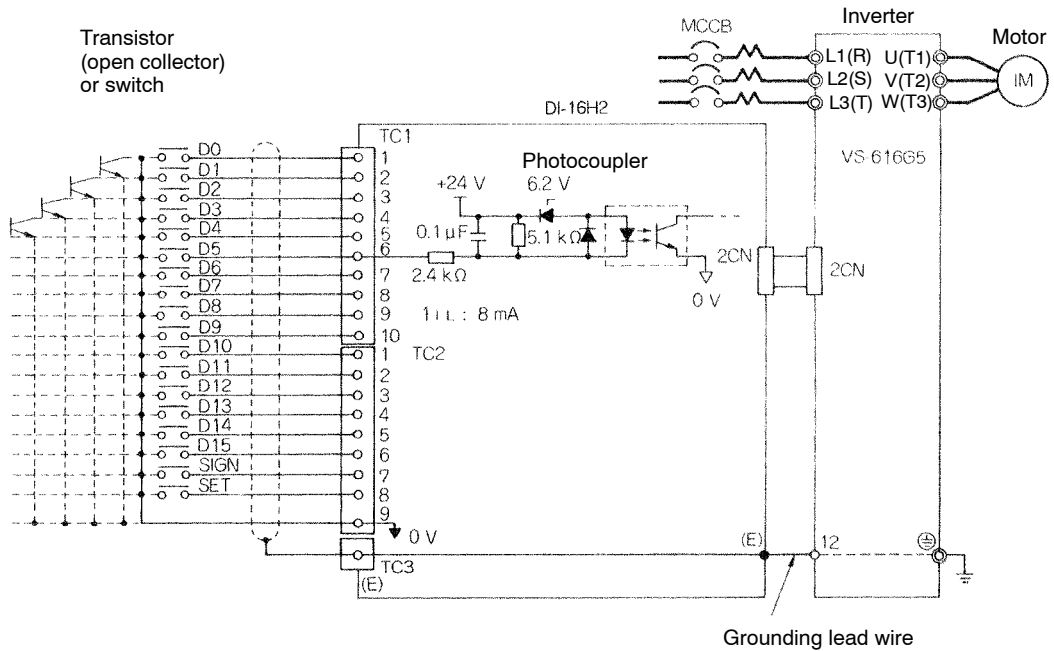 Transistor
(open collector)
or switch
MCCB
Inverter
Motor
L1(R) U(T1)
L2(S) V(T2)
L3(T) W(T3)
IM
VS-616G5
DI-16H2
TC1
D0 1
D1 2
D2 3
D3 4
D4 5
D5 6
D6 7
D7 8
D8 9
D9 10
Photocoupler
+24 V
6.2 V
0.1 μF
5.1 kΩ
2.4 kΩ
0 V
8 mA
2CN
2CN
TC2
D10 1
D11 2
D12 3
D13 4
D14 5
D15 6
SIGN 7
SET 8
9
0 V
TC3
(E)
(E)
12
Grounding lead wire